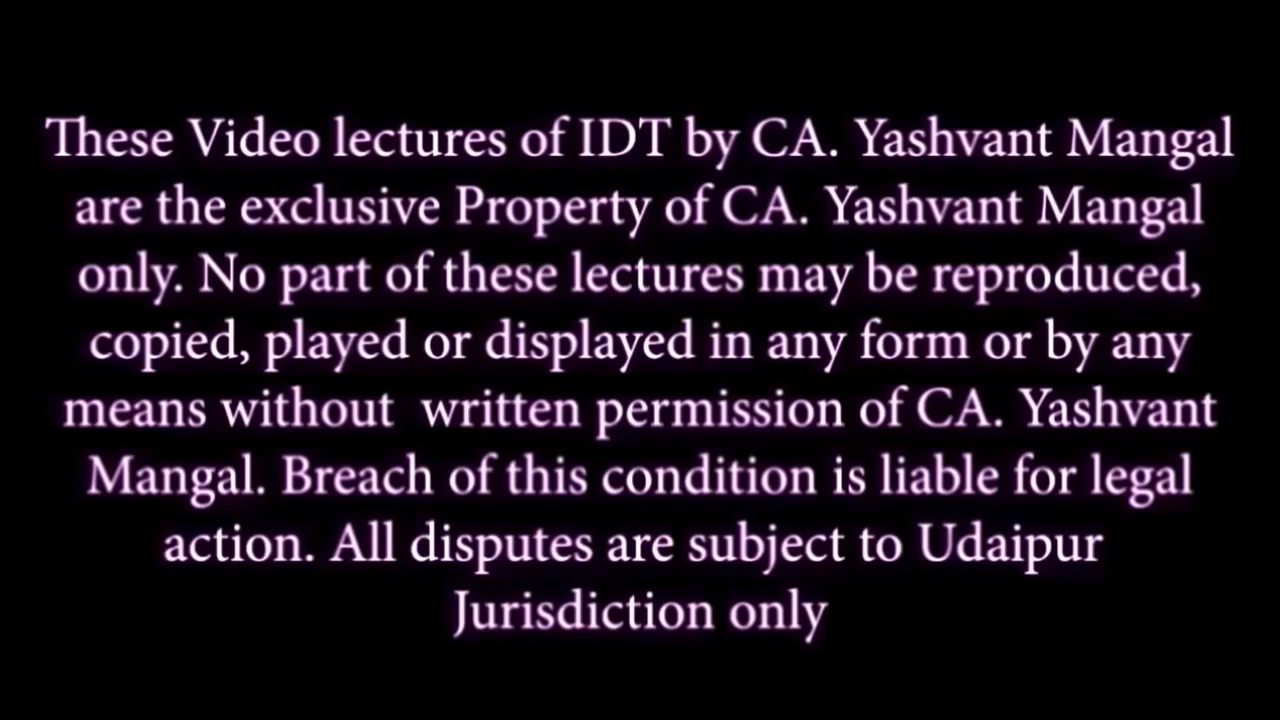 These Video lectures of IDT by CA. Yashvant Mangal
are the exclusive Property of CA. Yashvant Mangal
only. No part of these lectures may be reproduced,
copied, played or displayed in any form or by any
means without  written permission of CA. Yashvant
Mangal. Breach of this condition is liable for legal
action. All disputes are subject to Udaipur
Jurisdiction only